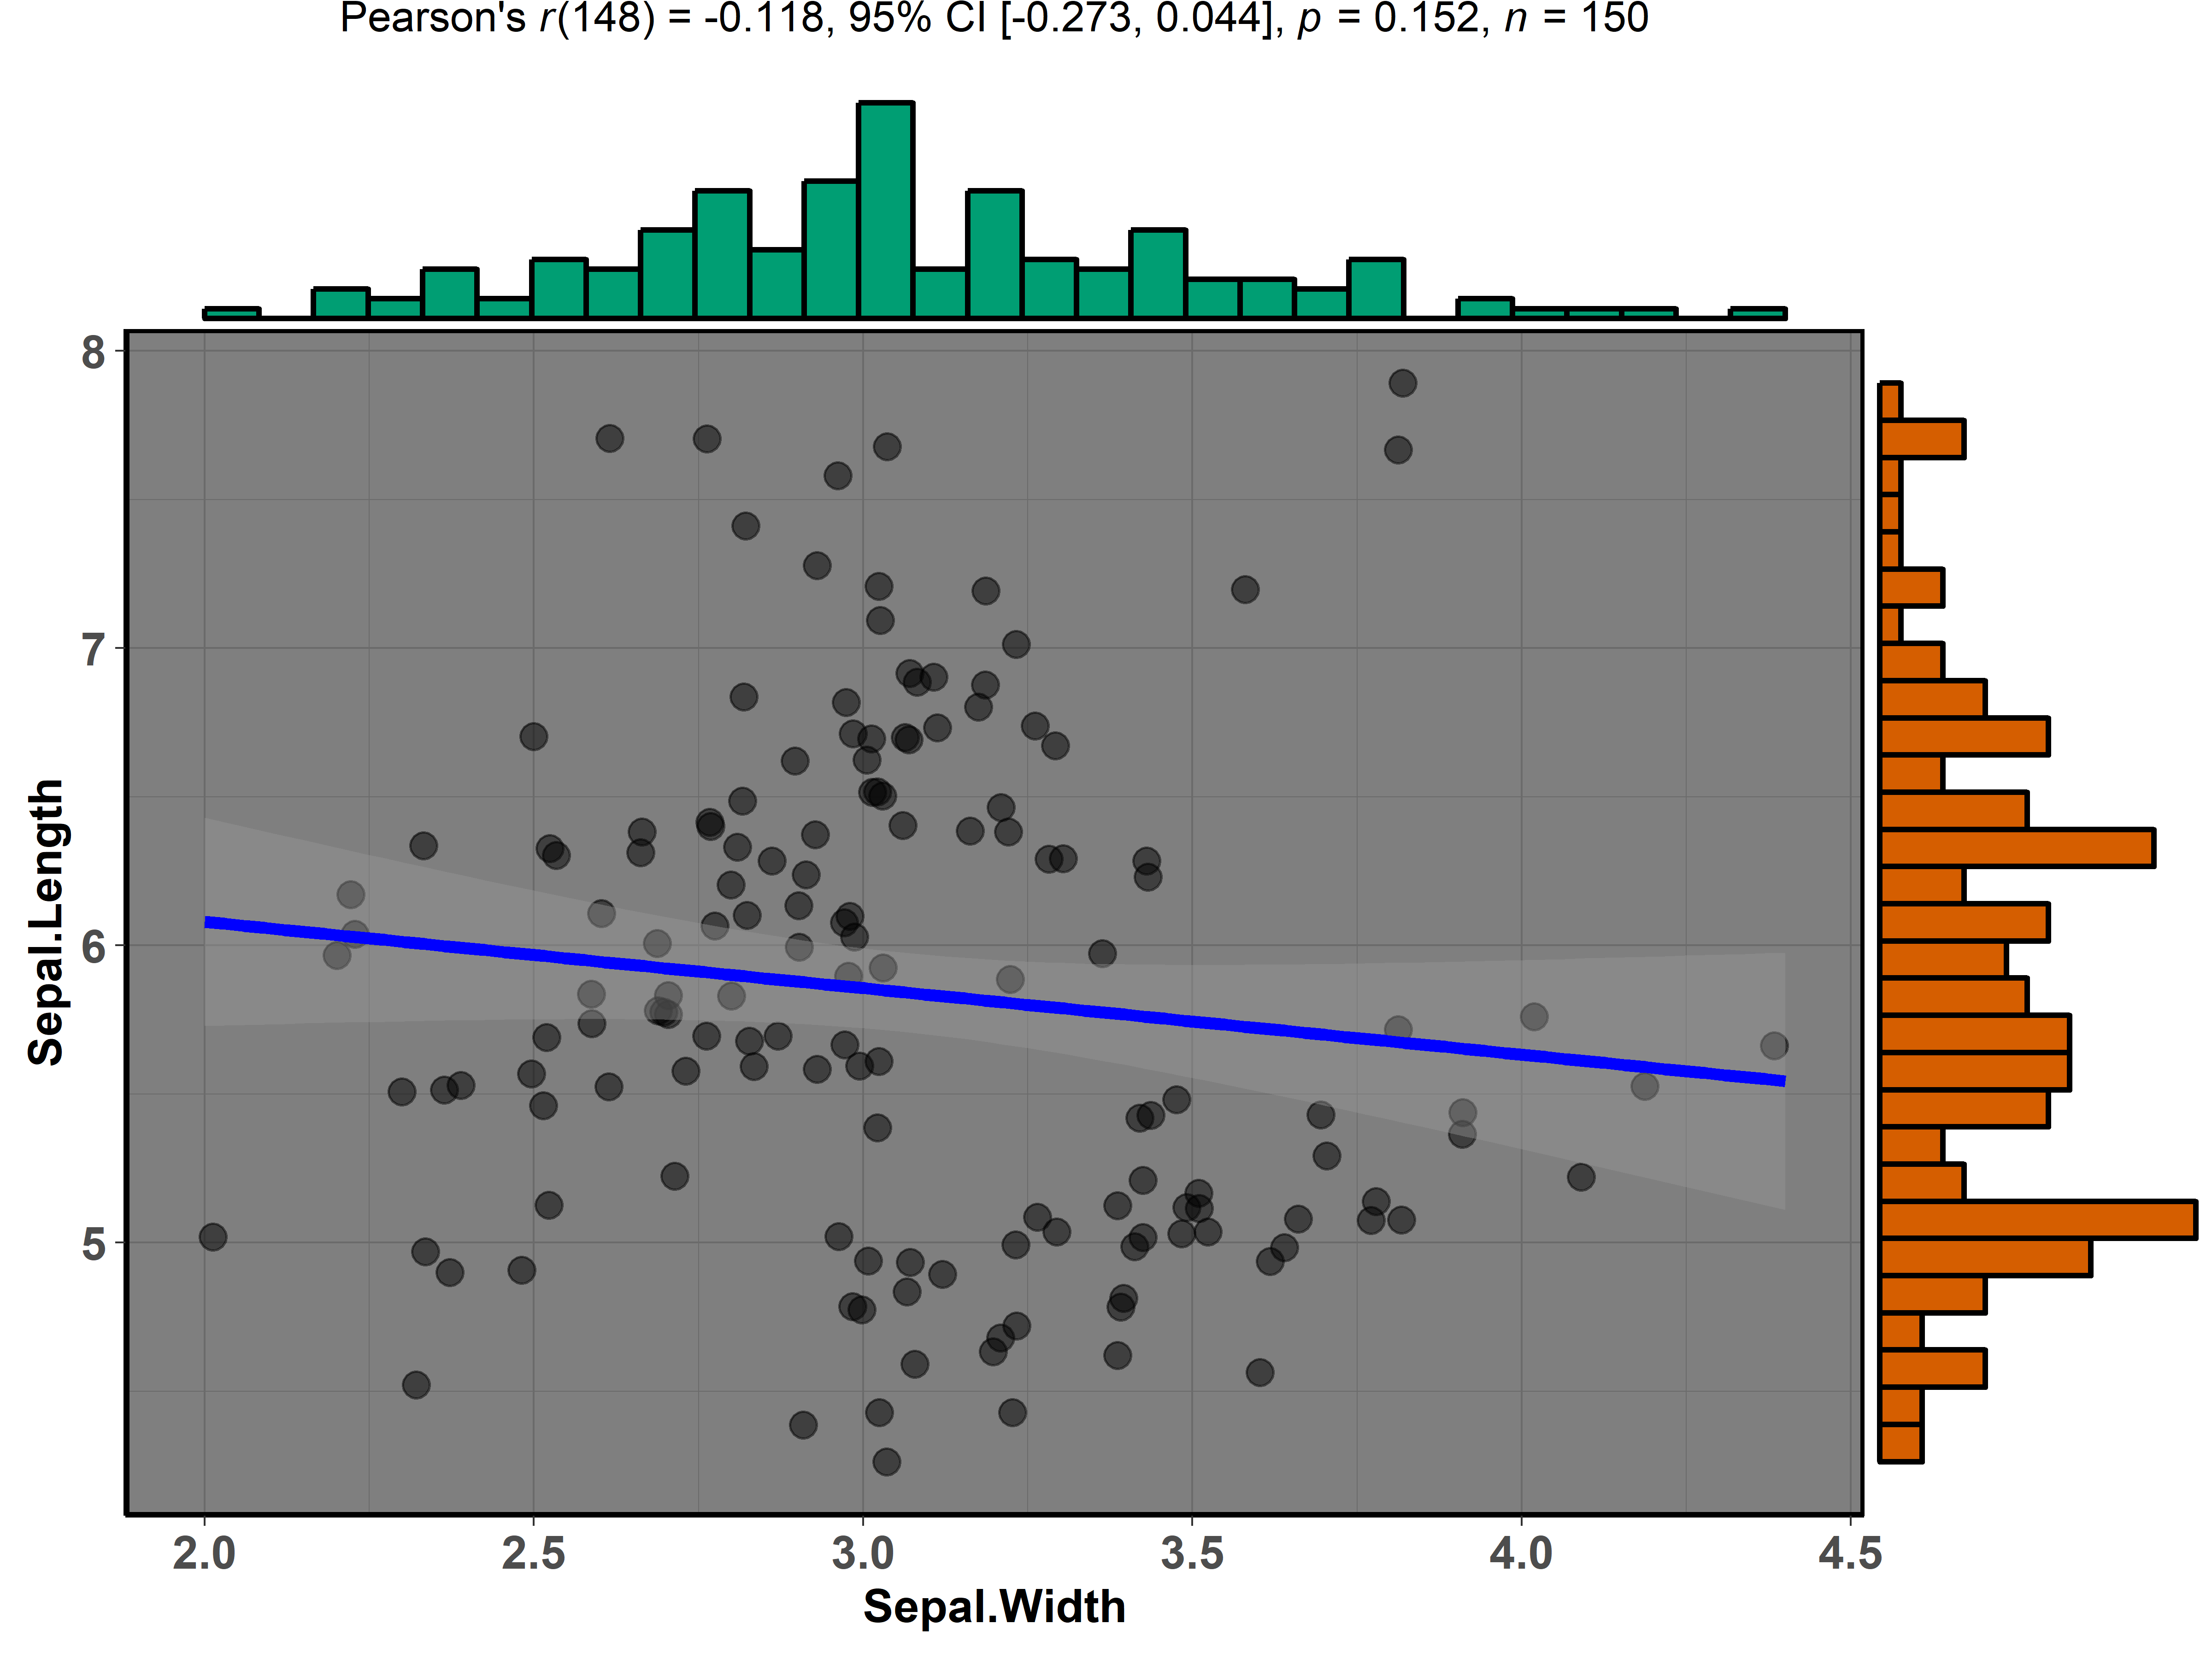 Pearson's r(148) = -0.118, 95% CI [-0.273, 0.044], p = 0.152, n = 150
8
7
6
5
Sepal.Length
2.0 2.5 3.0 3.5 4.0 4.5
Sepal.Width